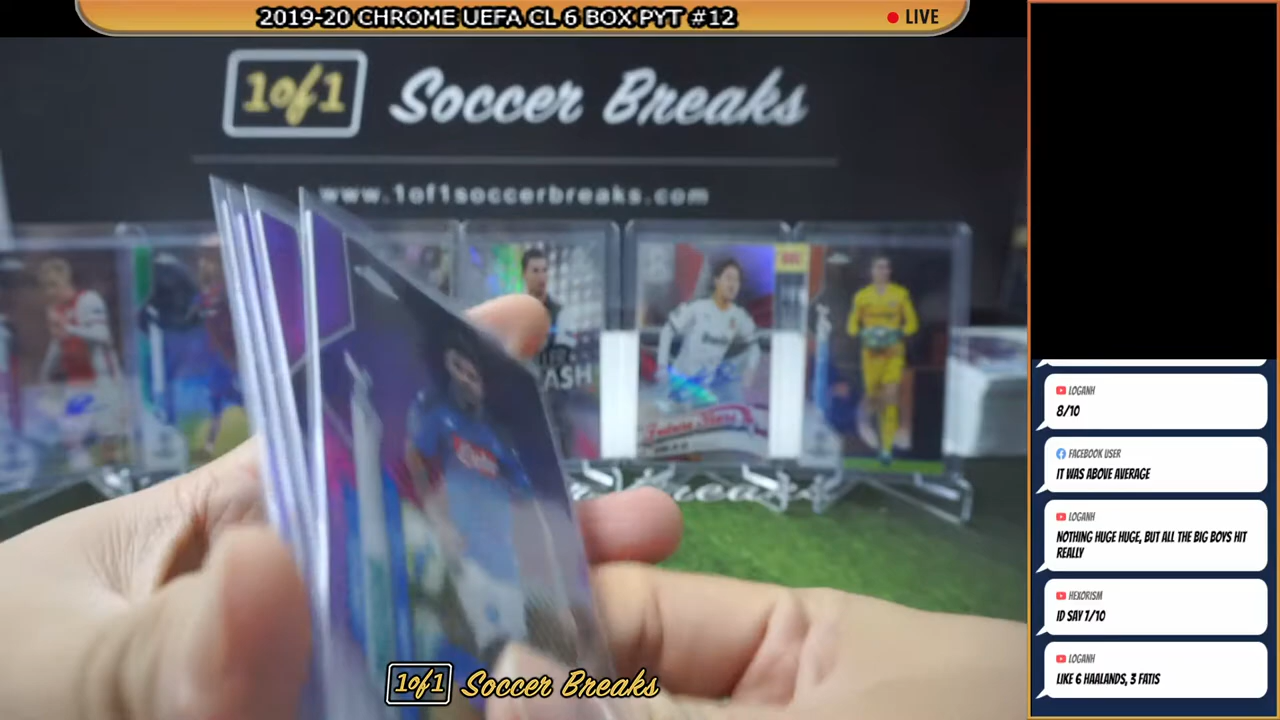 2019-20 CHROME UEFA CL 6 BOX PYT #12
LIVE
1of1 Soccer Breaks
www.1of1soccerbreaks.com
1of1 Soccer Breaks
LOGANH
8/10
FACEBOOK USER
IT WAS ABOVE AVERAGE
LOGANH
NOTHING HUGE HUGE, BUT ALL THE BIG BOYS HIT
REALLY
HEXORISM
ID SAY 7/10
LOGANH
LIKE 6 HAALANDS, 3 FATIS